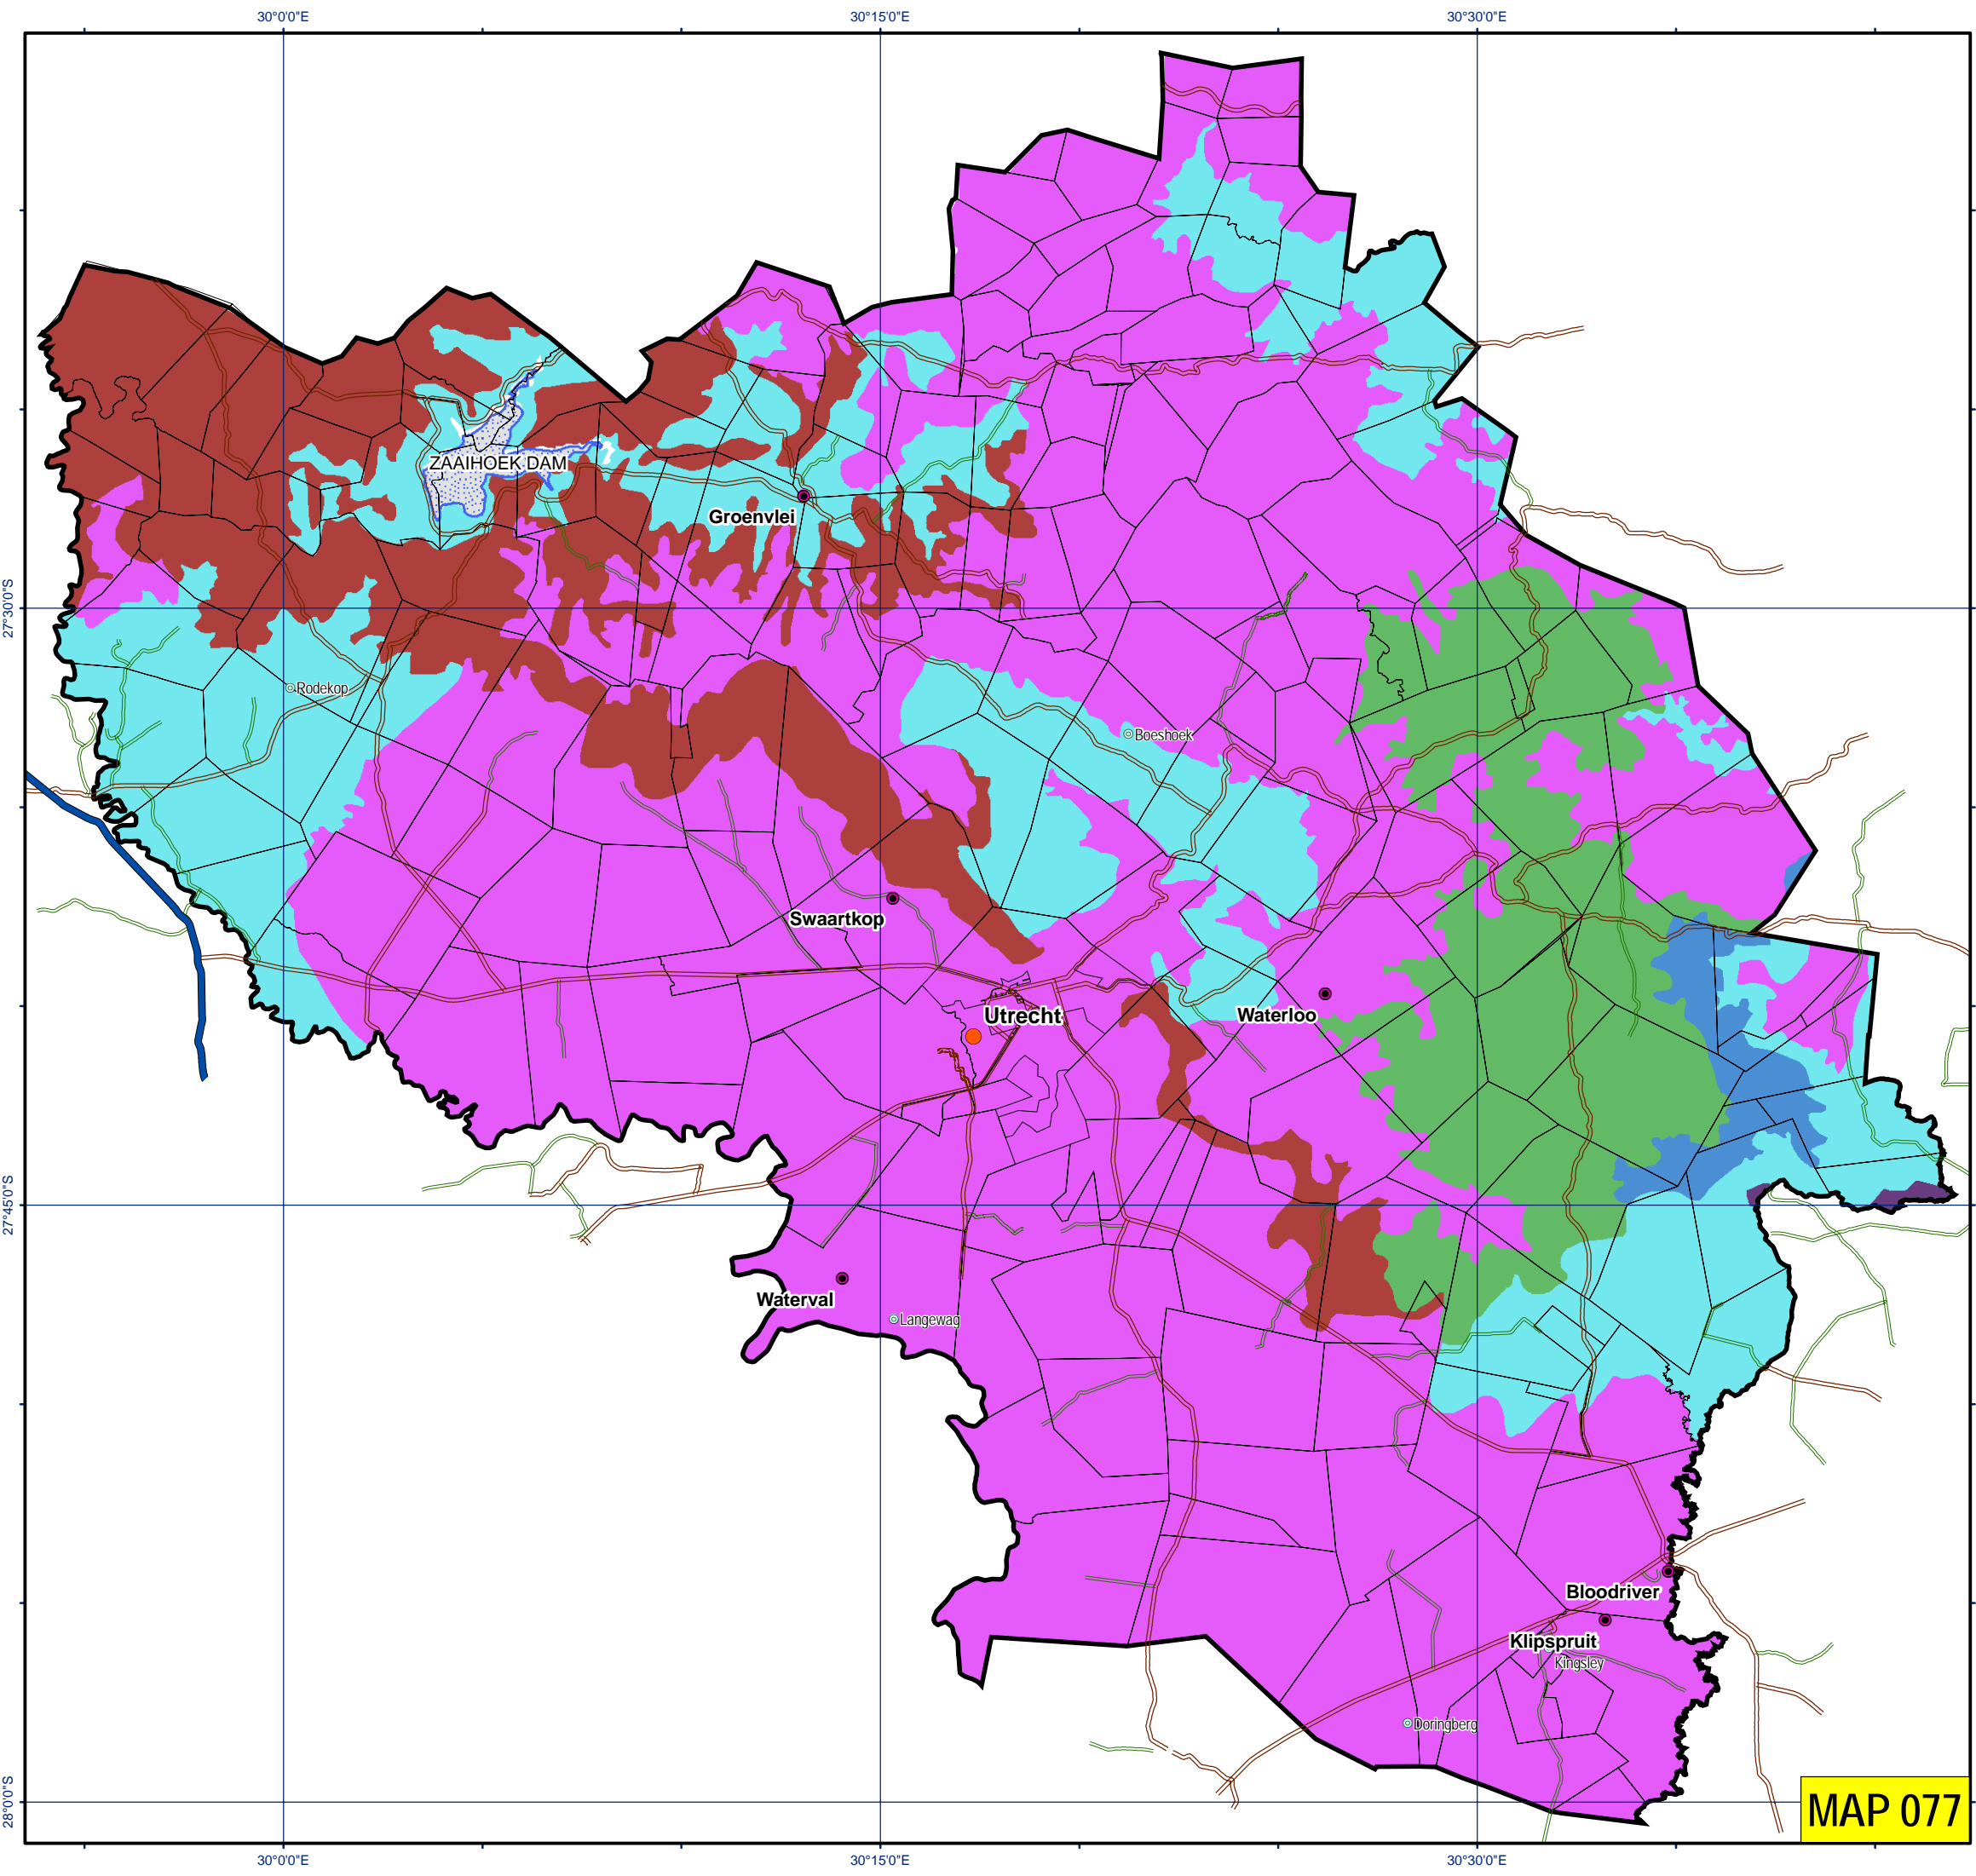 30°0'0"E
30°15'0"E
30°30'0"E
ZAAIHOEK DAM
Groenvlei
27°30'0"S
Rodekop
Boeshoek
Swaartkop
Utrecht
Waterloo
27°45'0"S
Waterval
Langewag
Bloodriver
Klipspruit
Kingsley
Doringberg
28°0'0"S
MAP 077
30°0'0"E
30°15'0"E
30°30'0"E